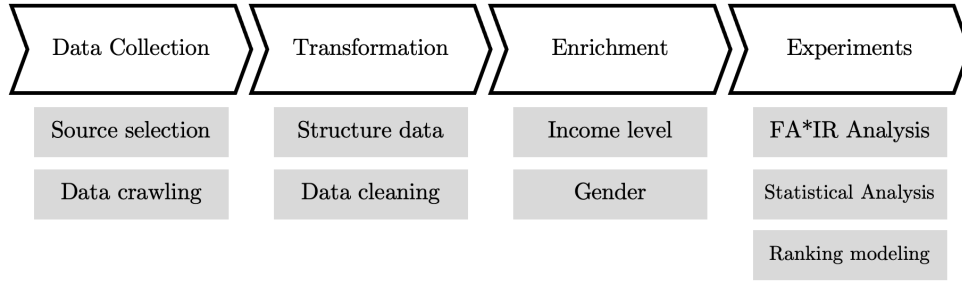 Data Collection
Transformation
Enrichment
Experiments
Source selection
Structure data
Income level
FA*IR Analysis
Data crawling
Data cleaning
Gender
Statistical Analysis
Ranking modeling